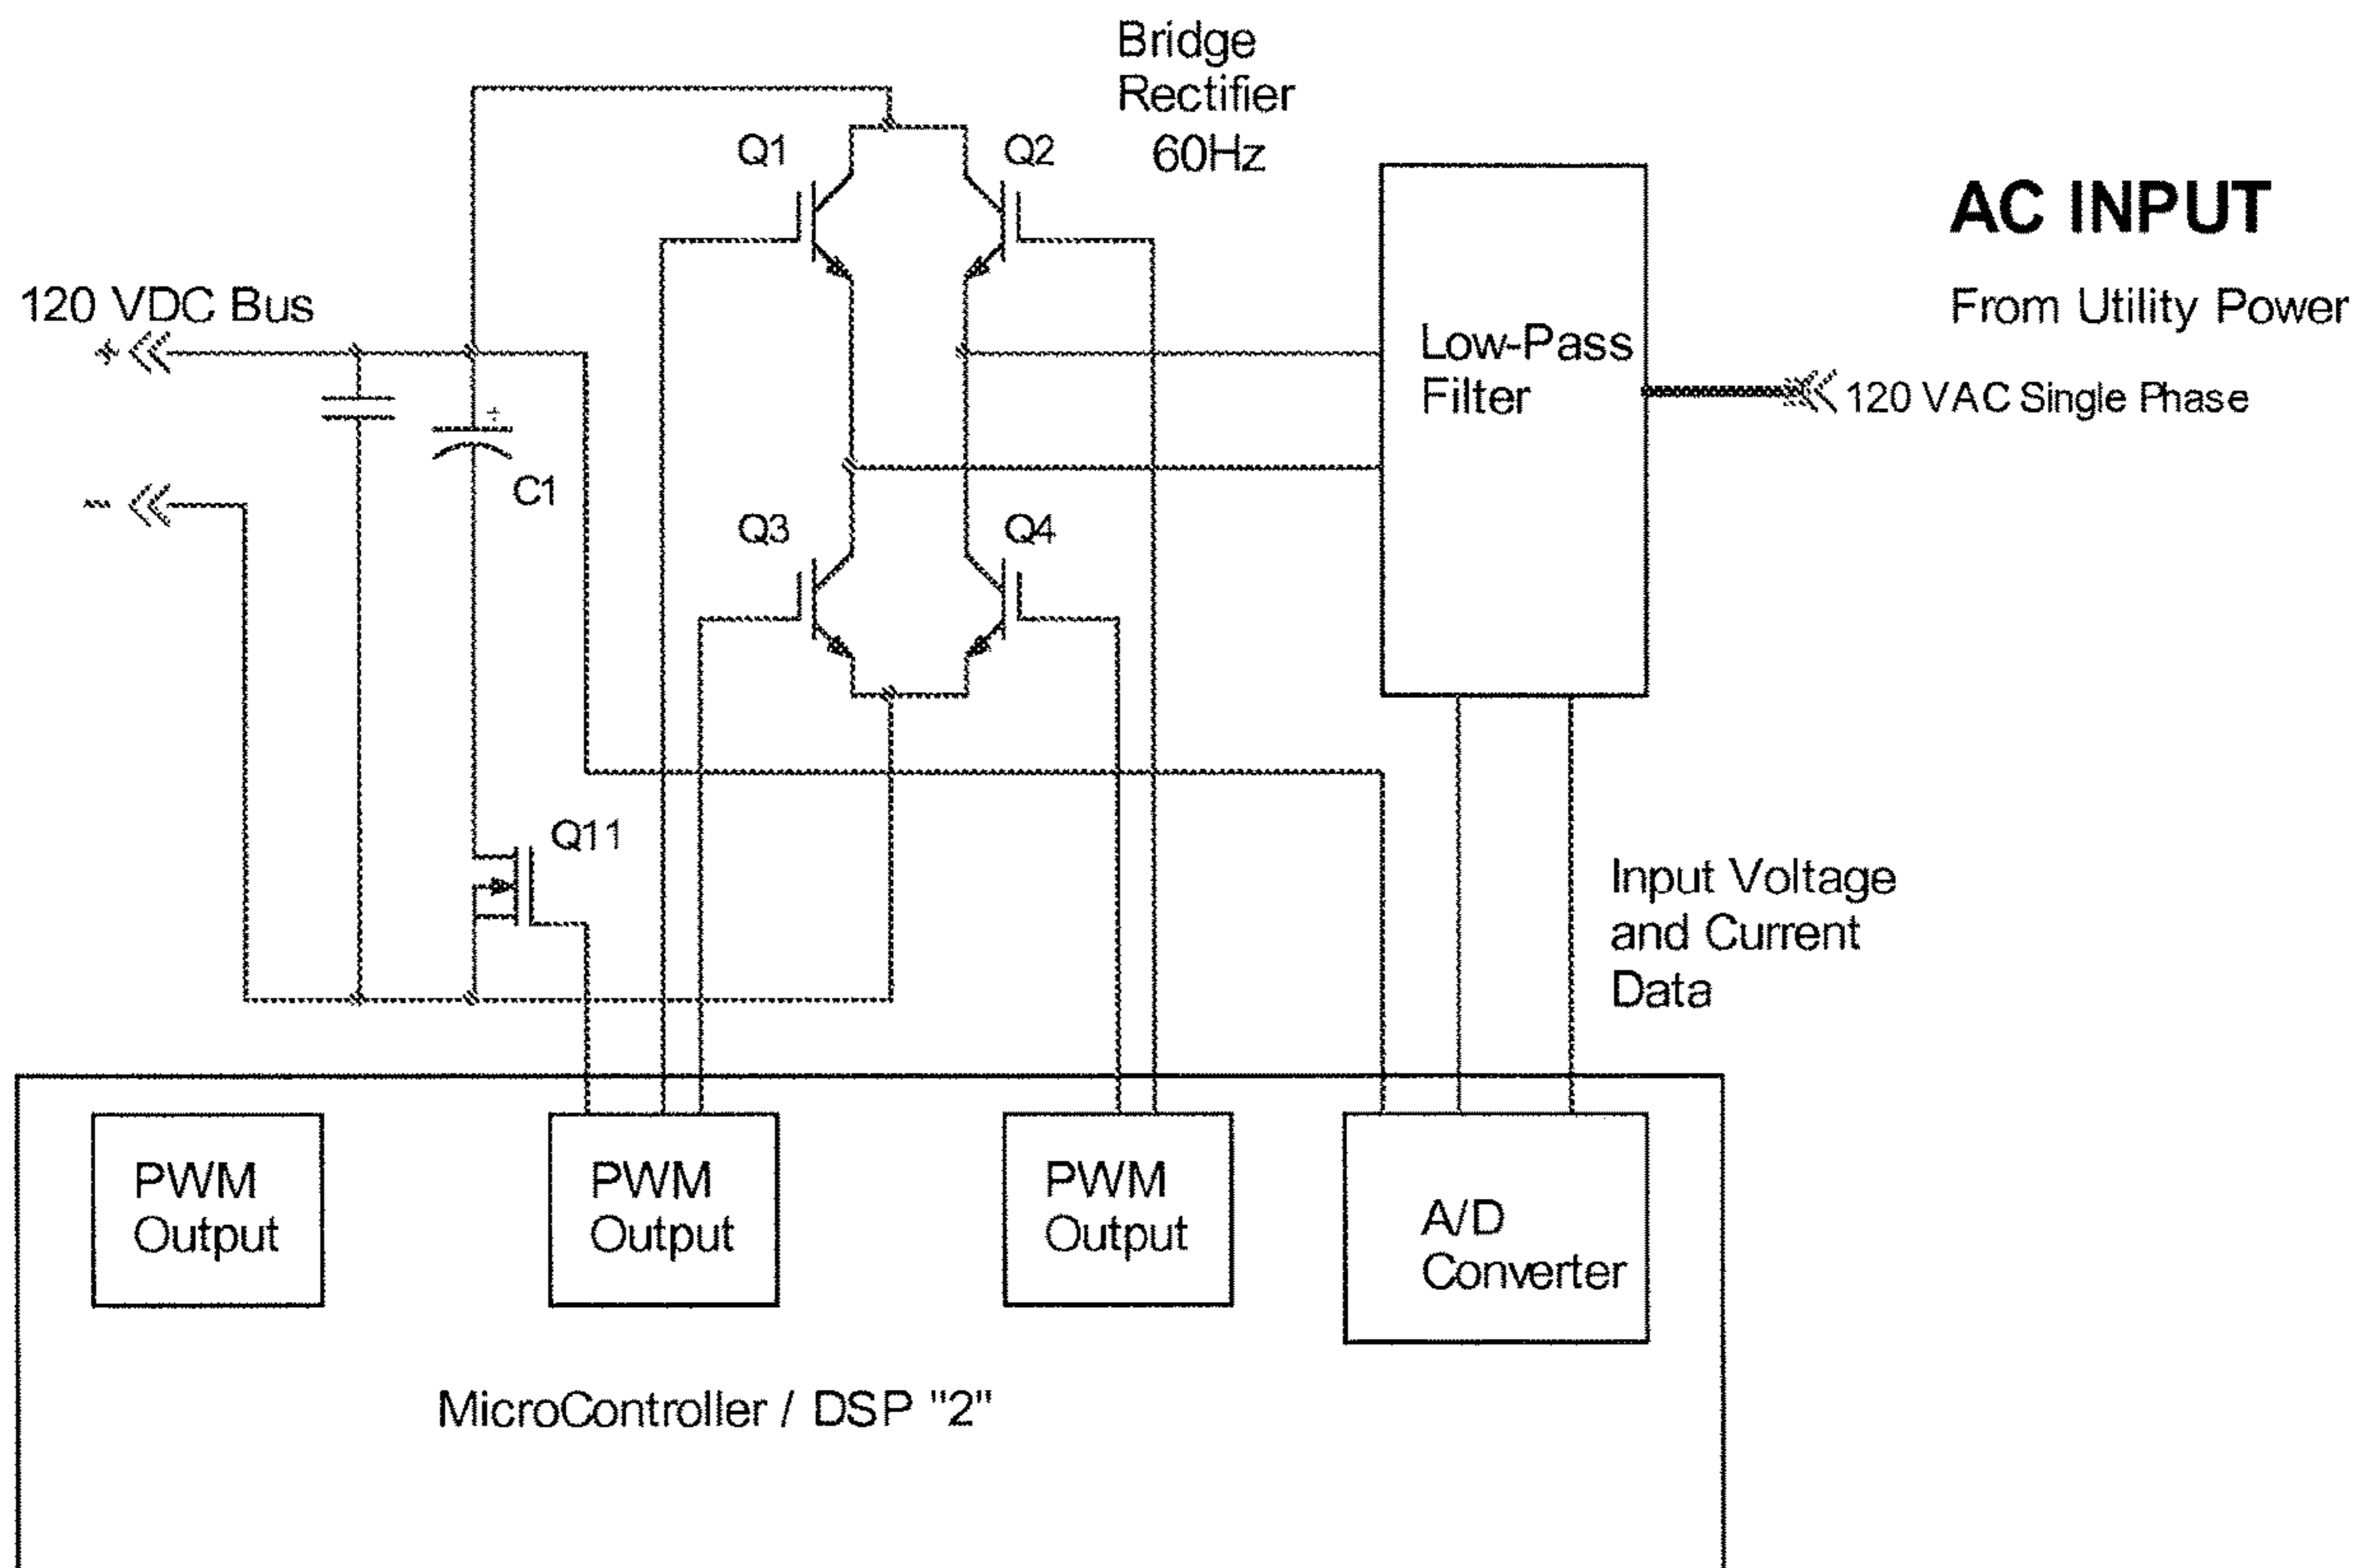 Bridge
Rectifier
60Hz
Q1
Q2
AC INPUT
From Utility Power
120 VDC Bus
+
Low-Pass
Filter
120 VAC Single Phase
+
C1
-
Q3
Q4
Q11
Input Voltage
and Current
Data
PWM
Output
PWM
Output
PWM
Output
A/D
Converter
MicroController / DSP "2"